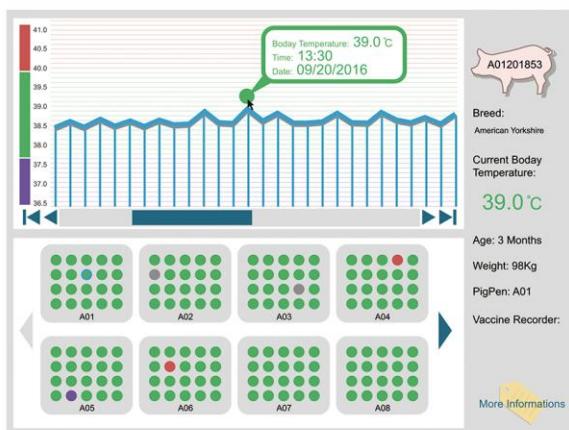 41.0
40.5
40.0
39.5
39.0
38.5
38.0
37.5
37.0
36.5
Boday Temperature: 39.0℃
Time: 13:30
Date: 09/20/2016
A01
A02
A03
A04
A05
A06
A07
A08
A01201853
Breed:
American Yorkshire
Current Boday
Temperature:
39.0℃
Age: 3 Months
Weight: 98Kg
PigPen: A01
Vaccine Recorder:
More Informations